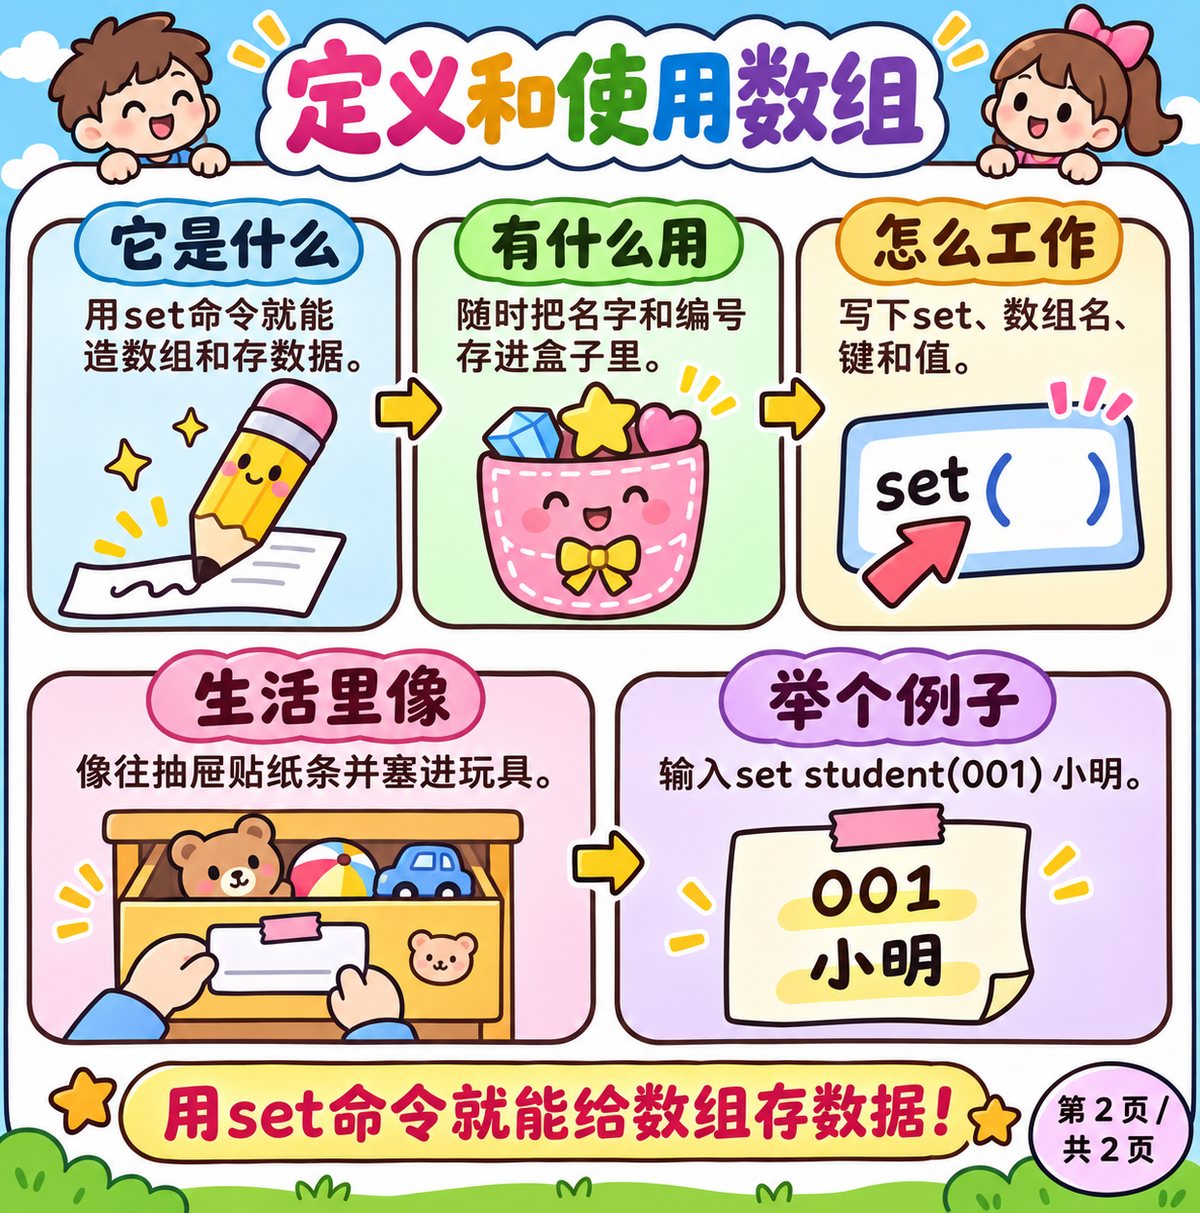 定义和使用数组
它是什么
用set命令就能
造数组和存数据。
有什么用
随时把名字和编号
存进盒子里。
怎么工作
写下set、数组名、
键和值。
set ( )
生活里像
像往抽屉贴纸条并塞进玩具。
举个例子
输入set student(001) 小明。
001
小明
用set命令就能给数组存数据！
第2页/
共2页